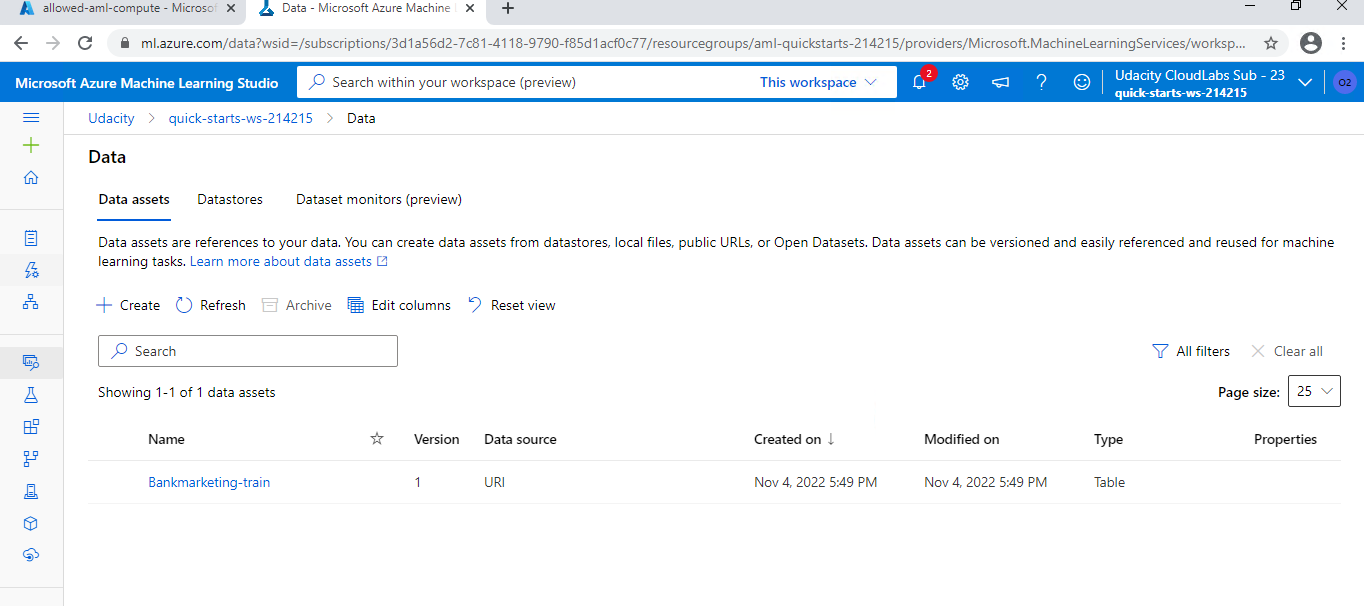 allowed-aml-compute - Microsof
Data - Microsoft Azure Machine
ml.azure.com/data?wsid=/subscriptions/3d1a56d2-7c81-4118-9790-f85d1acf0c77/resourcegroups/aml-quickstarts-214215/providers/Microsoft.MachineLearningServices/worksp...
Microsoft Azure Machine Learning Studio
Search within your workspace (preview)
This workspace
2
?
Udacity CloudLabs Sub - 23
quick-starts-ws-214215
O2
Udacity > quick-starts-ws-214215 > Data
Data
Data assets Datastores Dataset monitors (preview)
Data assets are references to your data. You can create data assets from datastores, local files, public URLs, or Open Datasets. Data assets can be versioned and easily referenced and reused for machine
learning tasks. Learn more about data assets
Create Refresh Archive Edit columns Reset view
Search
All filters Clear all
Showing 1-1 of 1 data assets
Page size: 25
Name Version Data source Created on ↓ Modified on Type Properties
Bankmarketing-train 1 URI Nov 4, 2022 5:49 PM Nov 4, 2022 5:49 PM Table